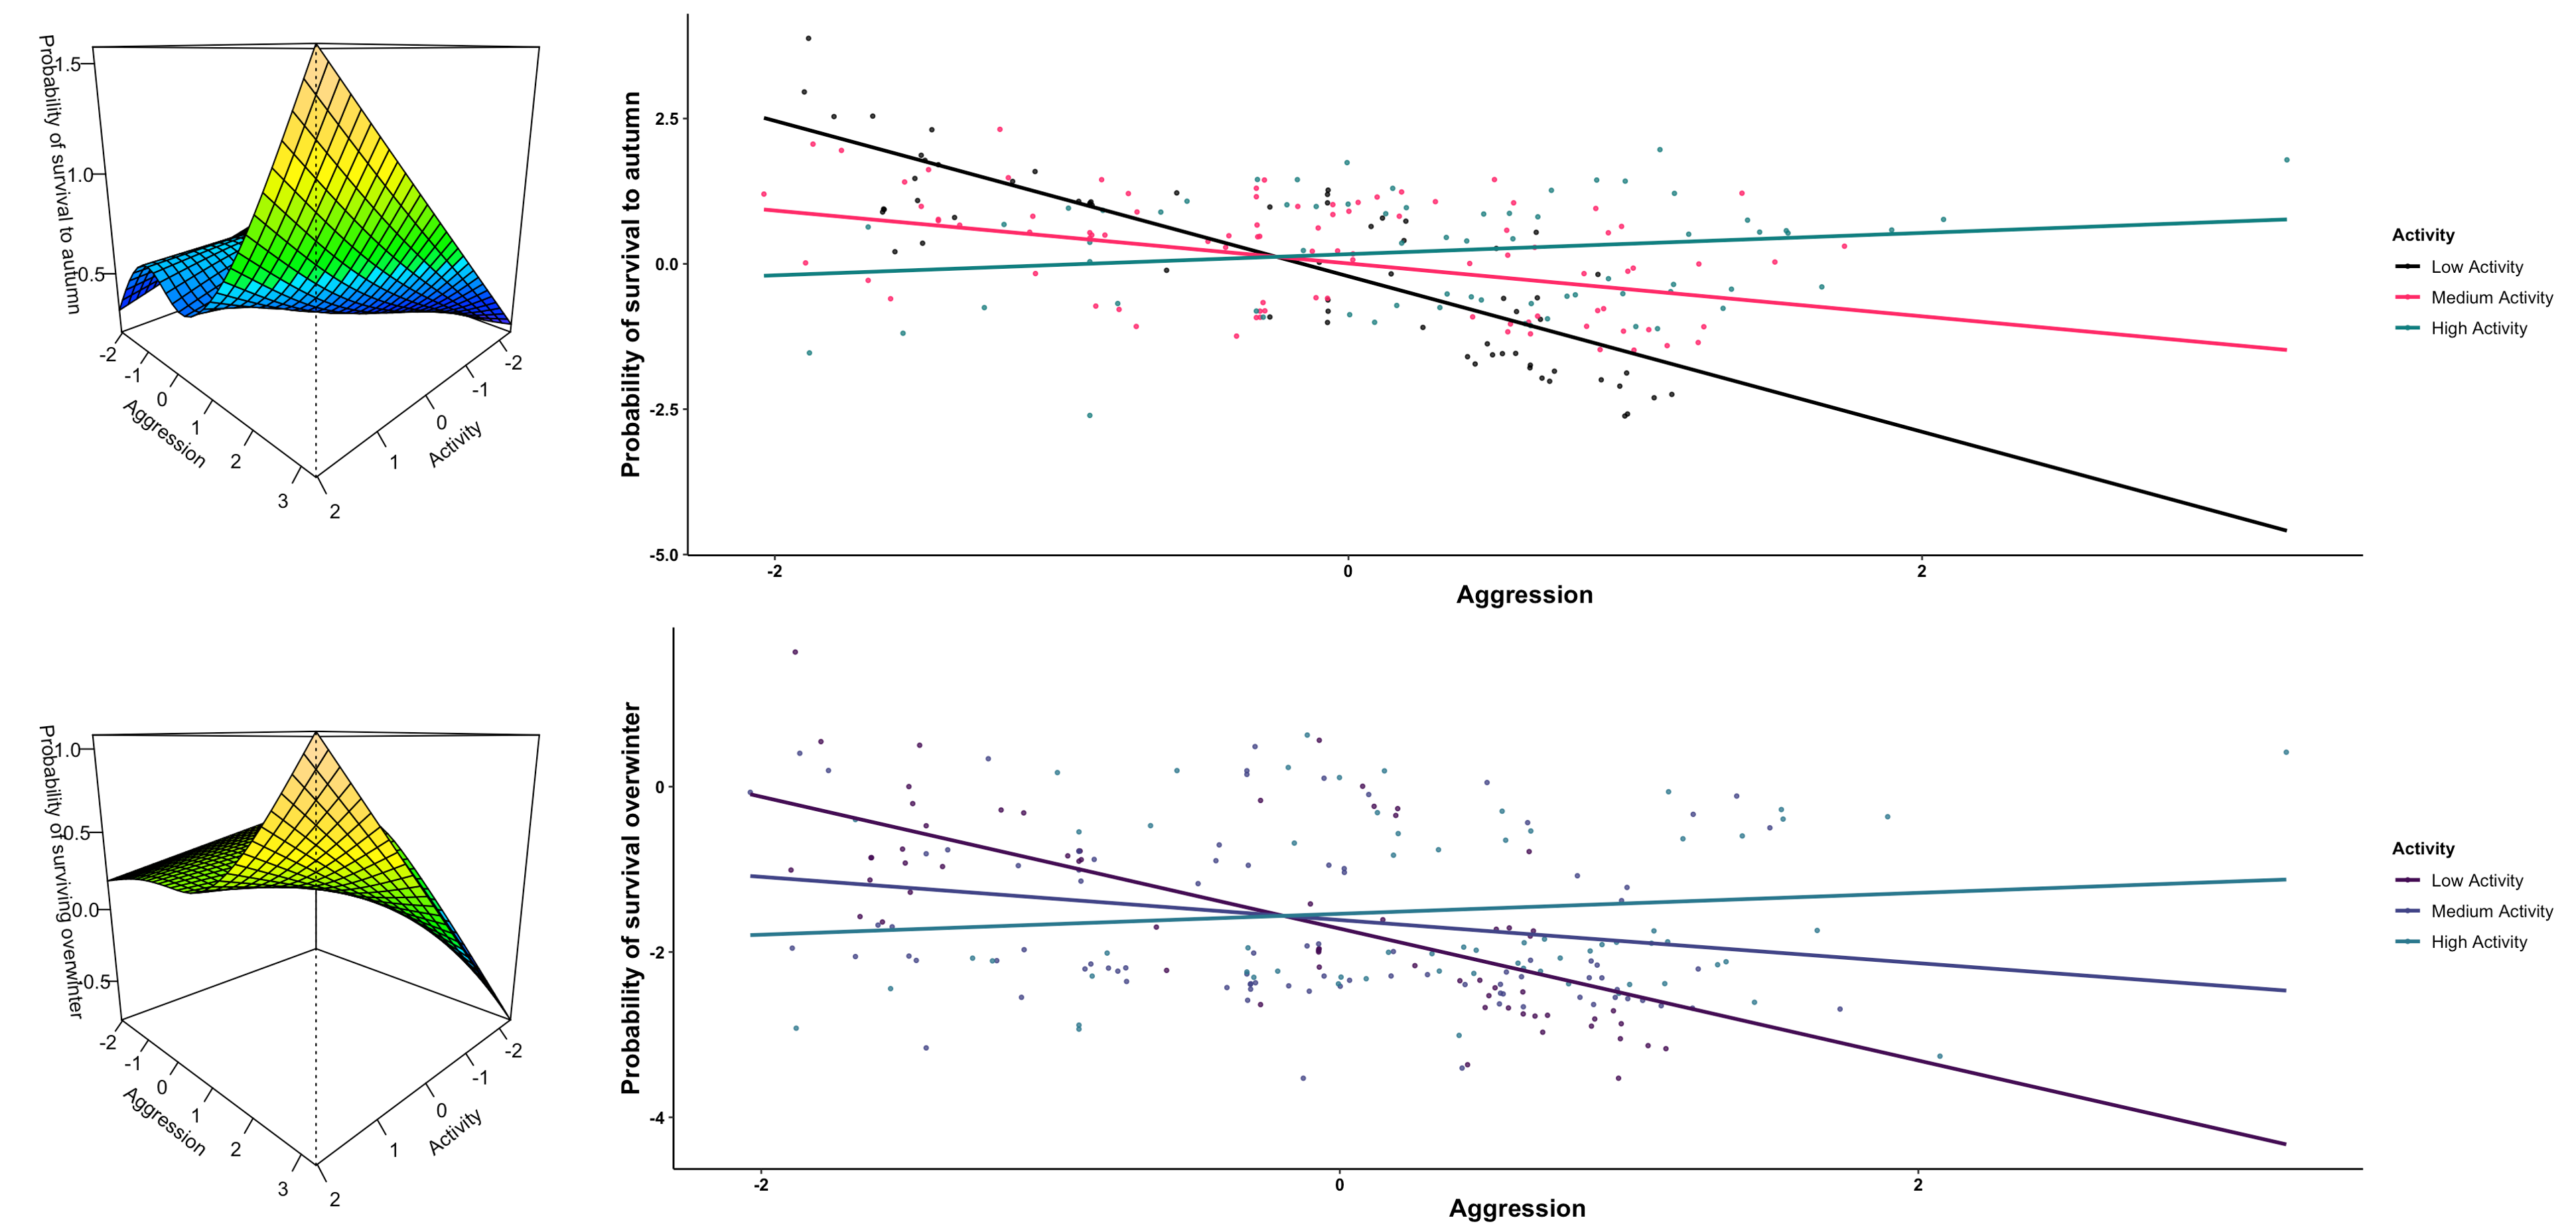 Probability of survival to autumn
1.5
1.0
0.5
-2
-1
0
1
2
3
Aggression
-2
-1
0
1
2
Activity
Probability of survival to autumn
2.5
0.0
-2.5
-5.0
-2
0
2
Aggression
Activity
Low Activity
Medium Activity
High Activity
Probability of surviving overwinter
1.0
0.5
0.0
-0.5
-2
-1
0
1
2
3
Aggression
-2
-1
0
1
2
Activity
Probability of survival overwinter
0
-2
-4
-2
0
2
Aggression
Activity
Low Activity
Medium Activity
High Activity